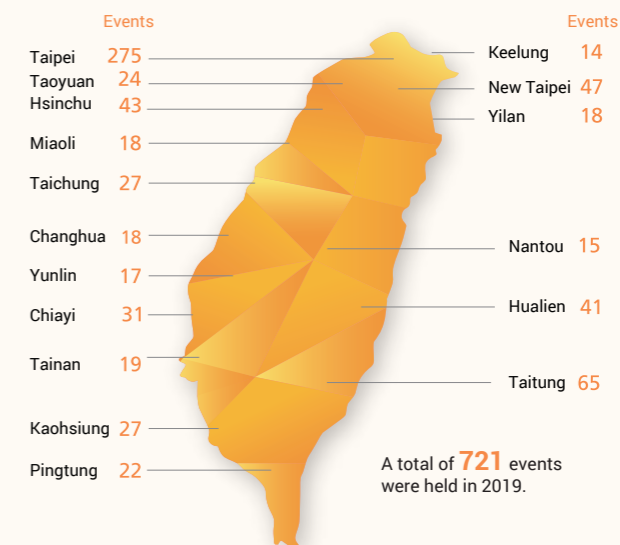 Events
Taipei 275
Taoyuan 24
Hsinchu 43
Miaoli 18
Taichung 27
Changhua 18
Yunlin 17
Chiayi 31
Tainan 19
Kaohsiung 27
Pingtung 22
Events
Keelung 14
New Taipei 47
Yilan 18
Nantou 15
Hualien 41
Taitung 65
A total of 721 events
were held in 2019.